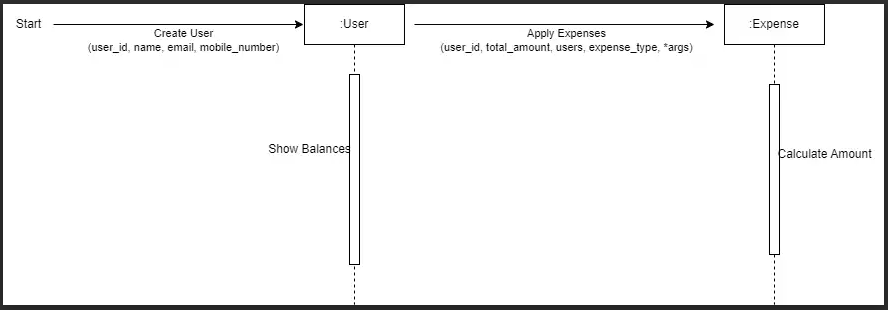 Start
Create User
(user_id, name, email, mobile_number)
:User
Apply Expenses
(user_id, total_amount, users, expense_type, *args)
:Expense
Show Balances
Calculate Amount